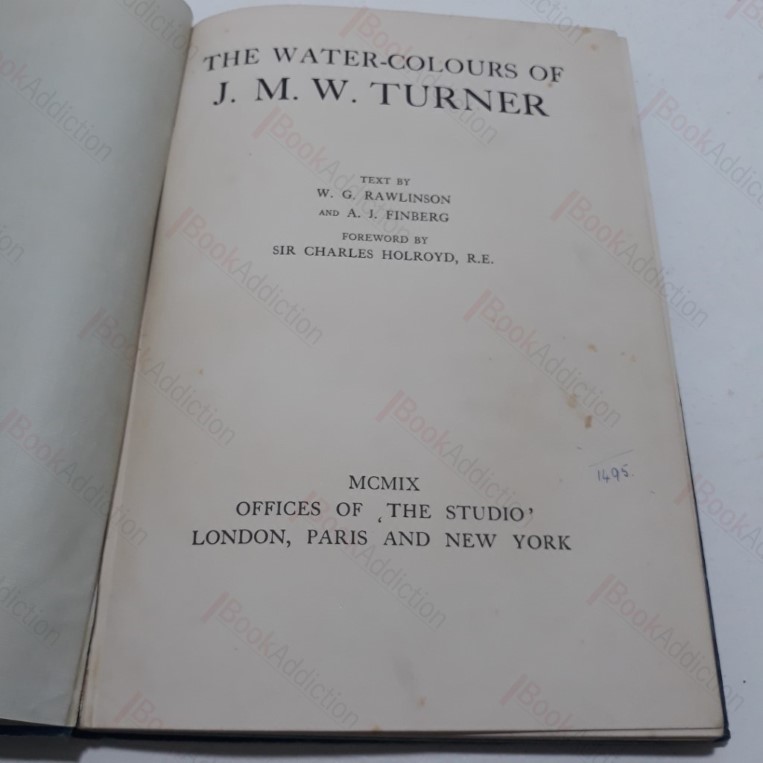 THE WATER-COLOURS OF
J. M. W. TURNER
TEXT BY
W. G. RAWLINSON
AND A. J. FINBERG
FOREWORD BY
SIR CHARLES HOLROYD, R.E.
1495.
MCMIX
OFFICES OF ‘THE STUDIO’
LONDON, PARIS AND NEW YORK
BookAddiction